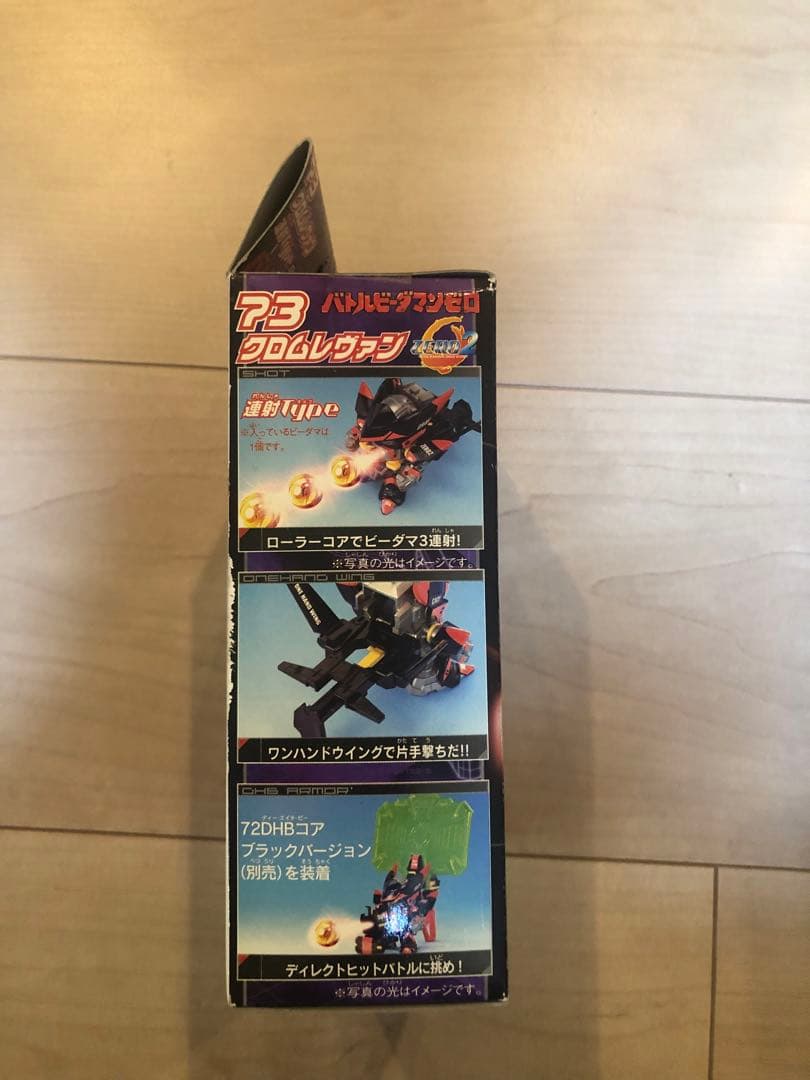 73 バトルビーダマンゼロ
クロムレヴァン ZERO2
SHOT
連射Type
※入っているビーダマは
1個です。
ローラーコアでビーダマ3連射!
※写真の光はイメージです。
ONEHAND WING
ONE HAND WING
ワンハンドウイングで片手撃ちだ!!
DHB ARMOR
72DHBコア
ブラックバージョン
(別売)を装着
ディレクトヒットバトルに挑め!
※写真の光はイメージです。